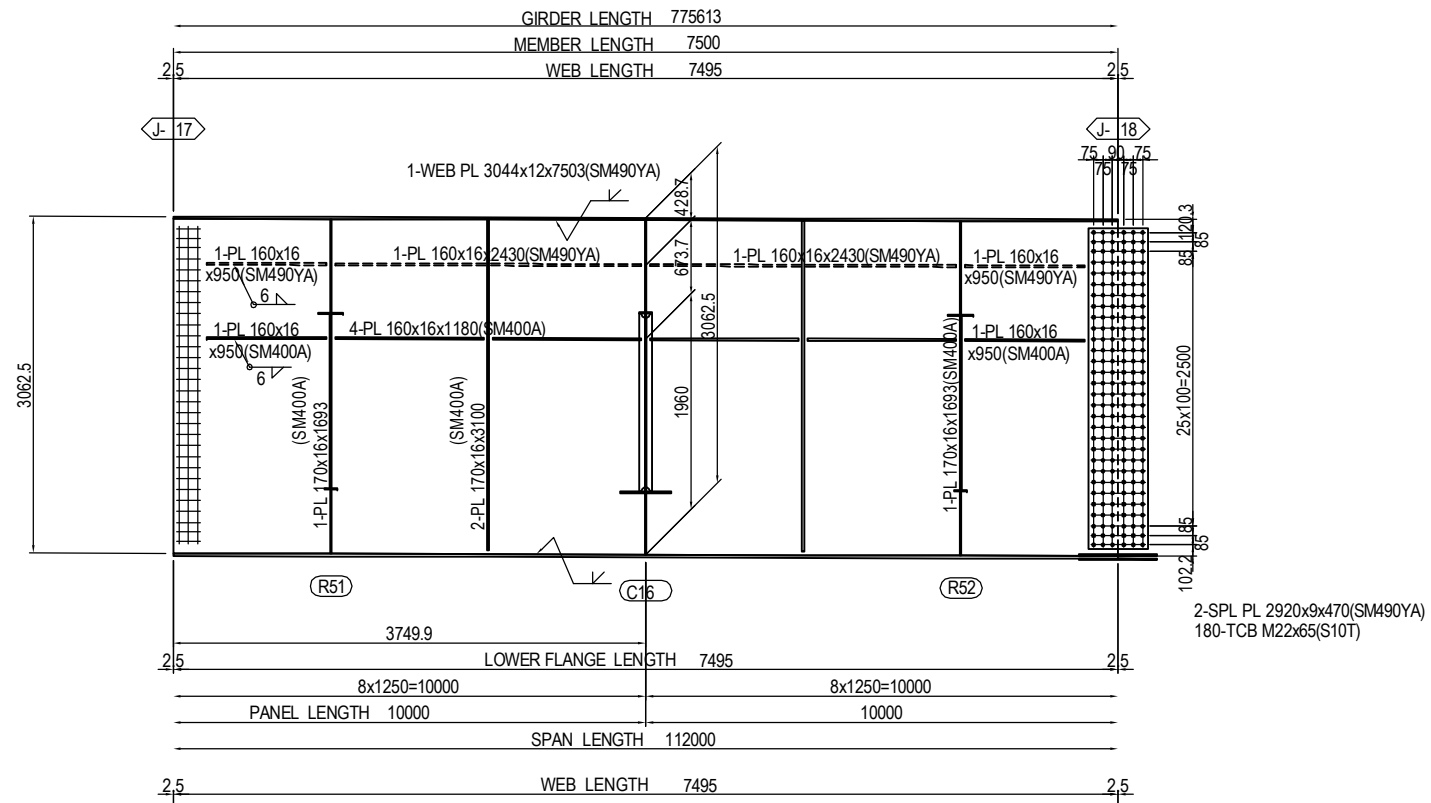 GIRDER LENGTH 775613
MEMBER LENGTH 7500
2.5 WEB LENGTH 7495 2.5
J- 17
J- 18
75 90 75
75 75
1-WEB PL 3044x12x7503(SM490YA)
428.7
673.7
3062.5
1960
3062.5
120.3
85
85
25x100=2500
85
85
102.2
1-PL 160x16
x950(SM490YA)
6
1-PL 160x16x2430(SM490YA)
1-PL 160x16x2430(SM490YA)
1-PL 160x16
x950(SM490YA)
1-PL 160x16
x950(SM400A)
6
4-PL 160x16x1180(SM400A)
1-PL 160x16
x950(SM400A)
1-PL 170x16x1693
(SM400A)
2-PL 170x16x3100
(SM400A)
1-PL 170x16x1693(SM400A)
R51
C16
R52
2-SPL PL 2920x9x470(SM490YA)
180-TCB M22x65(S10T)
3749.9
2.5 LOWER FLANGE LENGTH 7495 2.5
8x1250=10000 8x1250=10000
PANEL LENGTH 10000 10000
SPAN LENGTH 112000
2.5 WEB LENGTH 7495 2.5